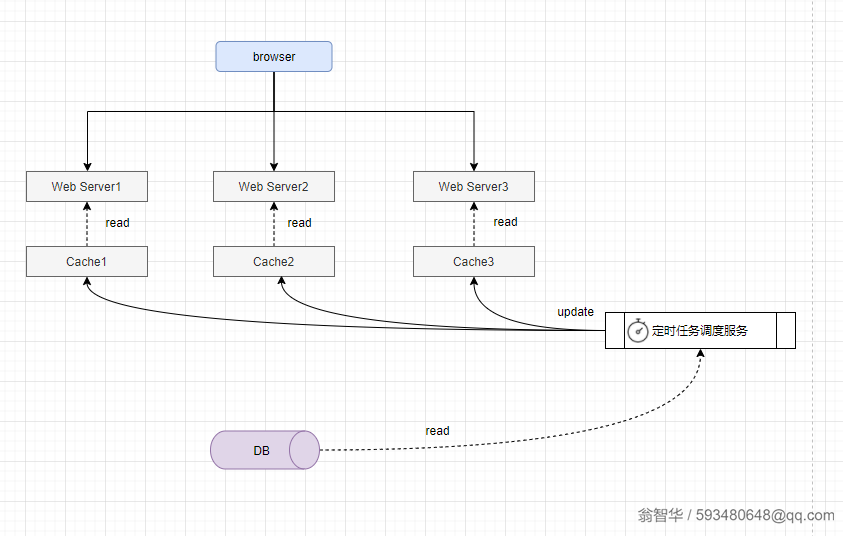 browser
Web Server1
Web Server2
Web Server3
read
read
read
Cache1
Cache2
Cache3
update
定时任务调度服务
read
DB
翁智华 / 593480648@qq.com